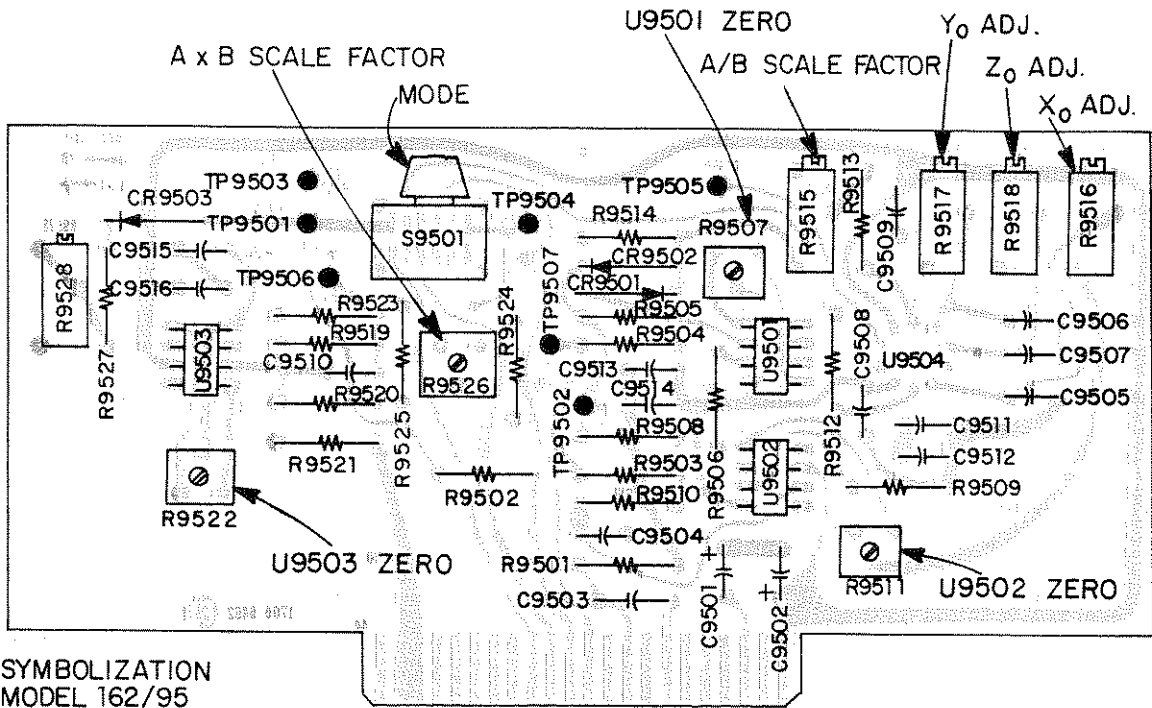 U9501 ZERO
Y0 ADJ.
A x B SCALE FACTOR
A/B SCALE FACTOR
Z0 ADJ.
MODE
X0 ADJ.
TP9503
TP9505
CR9503
TP9504
R9513
TP9501
R9514
R9507
R9515
R9517
R9518
R9516
S9501
C9515
CR9502
C9509
R9528
C9516
TP9506
CR9501
TP9507
R9523
R9524
R9505
C9506
R9519
R9504
C9508
U9503
U9501
U9504
C9507
R9527
C9510
R9526
C9513
C9514
R9520
C9505
TP9502
R9525
R9508
R9512
C9511
R9521
R9506
U9502
C9512
R9502
R9503
R9509
R9510
R9522
C9504
U9503 ZERO
R9501
R9511
U9502 ZERO
C9503
C9501
+
C9502
+
SYMBOLIZATION
MODEL 162/95